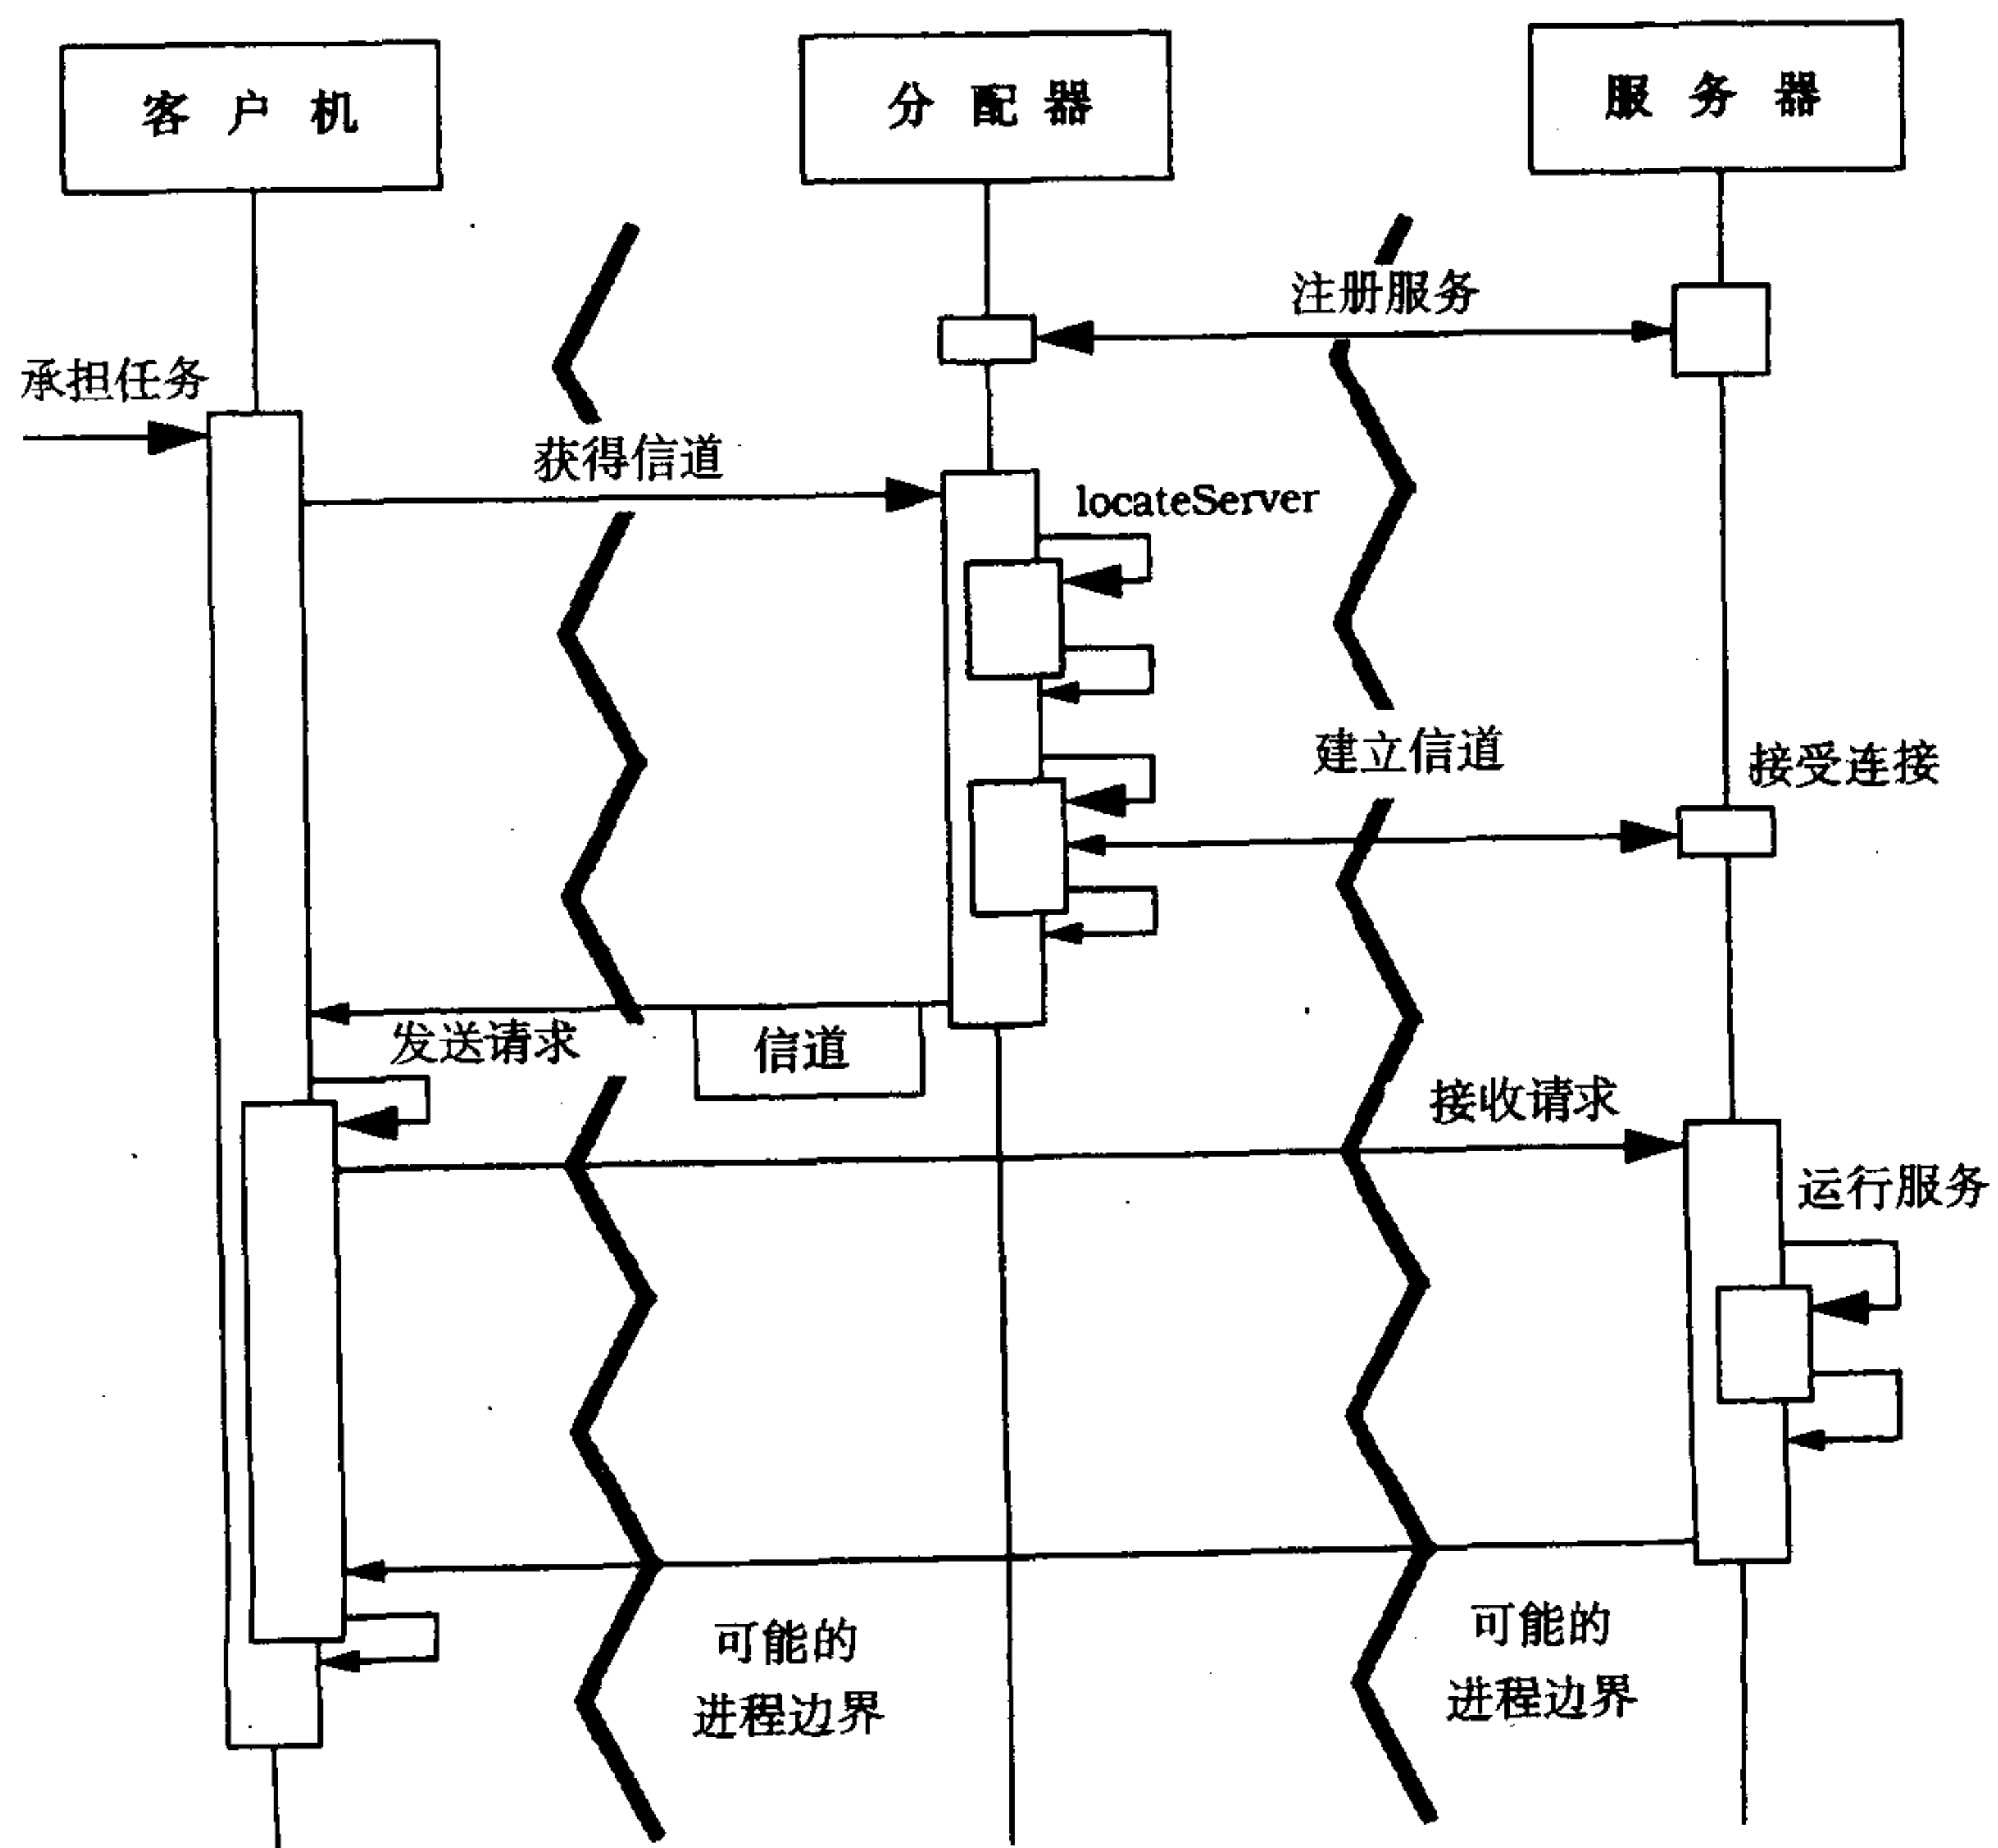 客户机
分配器
服务器
注册服务
承担任务
获得信道
locateServer
建立信道
接受连接
发送请求
信道
接收请求
运行服务
可能的
进程边界
可能的
进程边界